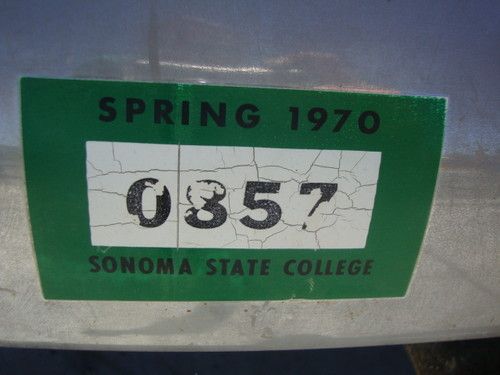 SPRING 1970
0857
SONOMA STATE COLLEGE